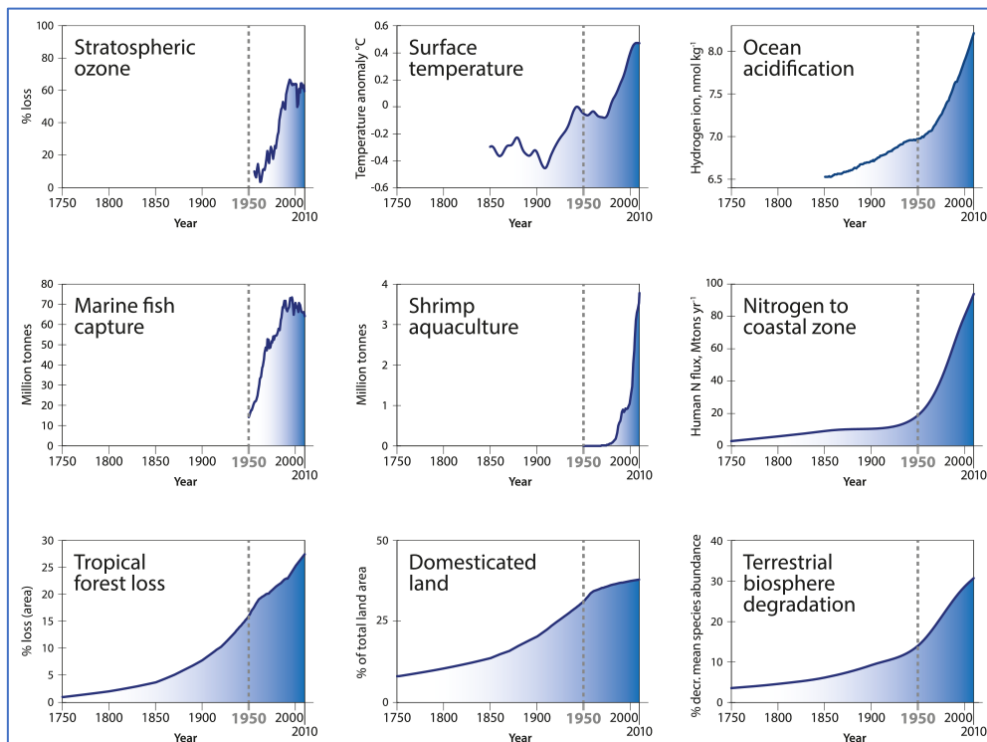 Stratospheric
ozone
% loss
100
80
60
40
20
0
1750 1800 1850 1900 1950 2000
2010
Year
Surface
temperature
Temperature anomaly °C
0.6
0.4
0.2
0
-0.2
-0.4
-0.6
1750 1800 1850 1900 1950 2000
2010
Year
Ocean
acidification
Hydrogen ion, nmol kg⁻¹
8.0
7.0
6.5
1750 1800 1850 1900 1950 2000
2010
Year
Marine fish
capture
Million tonnes
80
70
60
50
40
30
20
10
0
1750 1800 1850 1900 1950 2000
2010
Year
Shrimp
aquaculture
Million tonnes
4
3
2
1
0
1750 1800 1850 1900 1950 2000
2010
Year
Nitrogen to
coastal zone
Human N flux, Mtons yr⁻¹
100
80
60
40
20
0
1750 1800 1850 1900 1950 2000
2010
Year
Tropical
forest loss
% loss (area)
30
25
20
15
10
5
0
1750 1800 1850 1900 1950 2000
2010
Year
Domesticated
land
% of total land area
50
25
0
1750 1800 1850 1900 1950 2000
2010
Year
Terrestrial
biosphere
degradation
% decr. mean species abundance
40
30
20
10
0
1750 1800 1850 1900 1950 2000
2010
Year